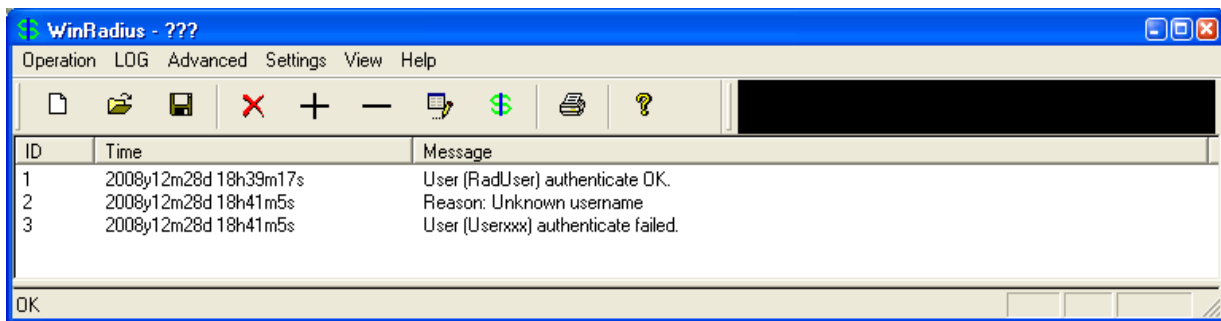 WinRadius - ???
Operation LOG Advanced Settings View Help
ID Time Message
1 2008y12m28d 18h39m17s User (RadUser) authenticate OK.
2 2008y12m28d 18h41m5s Reason: Unknown username
3 2008y12m28d 18h41m5s User (Userxxx) authenticate failed.
OK